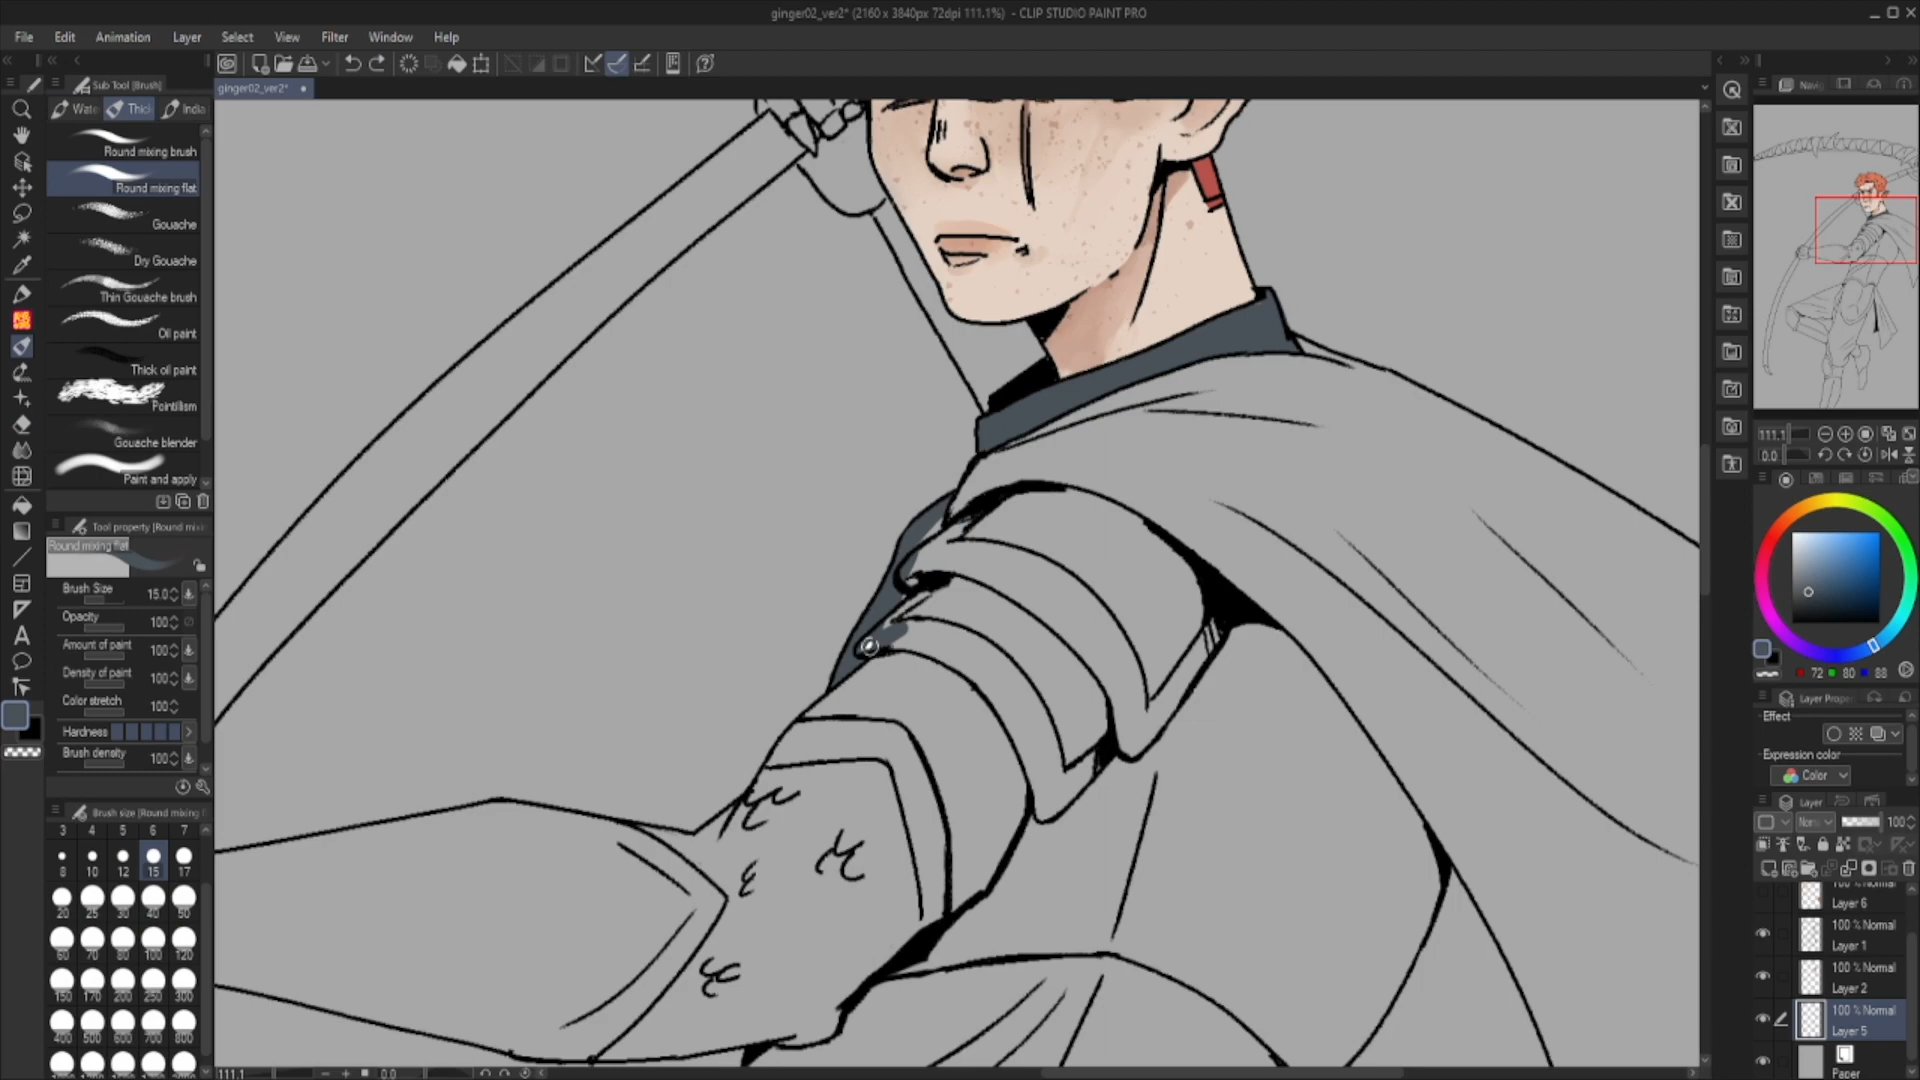 ginger02_ver2* (2160 x 3840px 72dpi 111.1%) - CLIP STUDIO PAINT PRO
File Edit Animation Layer Select View Filter Window Help
Sub Tool [Brush]
ginger02_ver2*
Wate Thic India
Round mixing brush
Round mixing flat
Gouache
Dry Gouache
Thin Gouache brush
Oil paint
Thick oil paint
Pointillism
Gouache blender
Paint and apply
Tool property [Round mixi
Round mixing flat
Brush Size 15.0
Opacity 100
Amount of paint 100
Density of paint 100
Color stretch 100
Hardness
Brush density 100
Brush size [Round mixing f
3 4 5 6 7
8 10 12 15 17
20 25 30 40 50
60 70 80 100 120
150 170 200 250 300
400 500 600 700 800
111.1 0.0
A
Navi
111.1
0.0
72 80 88
Layer Prope
Effect
Expression color
Color
Layer
Norm 100
100 % Normal
Layer 6
100 % Normal
Layer 1
100 % Normal
Layer 2
100 % Normal
Layer 5
Paper